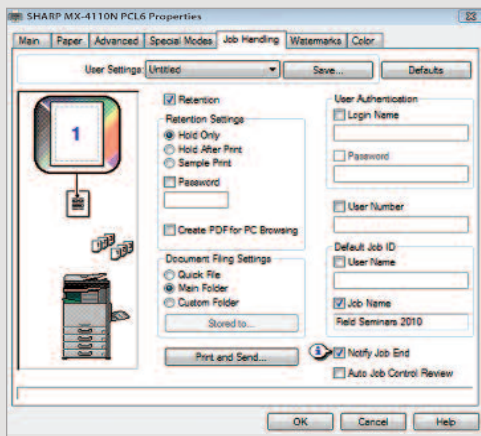 SHARP MX-4110N PCL6 Properties
Main Paper Advanced Special Modes Job Handling Watermarks Color
User Settings: Untitled Save... Defaults
1
Retention
Retention Settings
Hold Only
Hold After Print
Sample Print
Password
Create PDF for PC Browsing
Document Filing Settings
Quick File
Main Folder
Custom Folder
Stored to...
Print and Send...
User Authentication
Login Name
Password
User Number
Default Job ID
User Name
Job Name
Field Seminars 2010
Notify Job End
Auto Job Control Review
OK Cancel Help